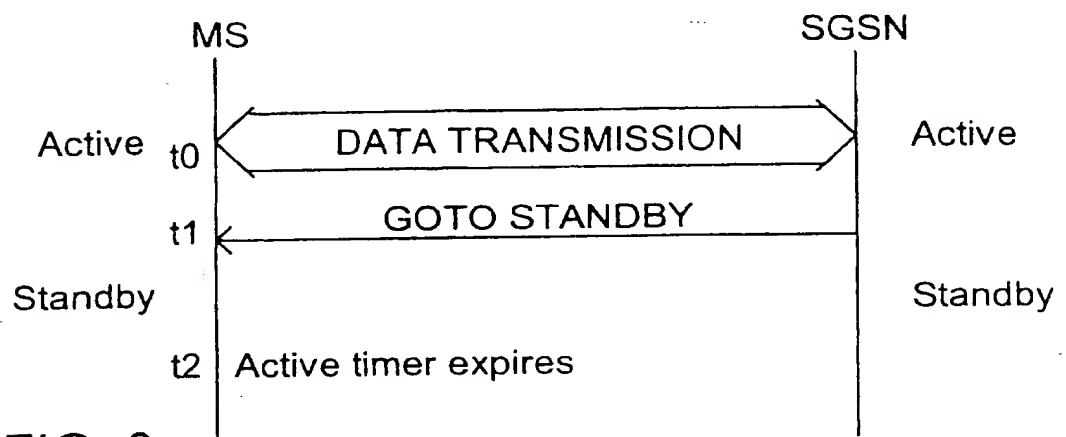 MS SGSN
Active t0 DATA TRANSMISSION Active
t1 GOTO STANDBY
Standby Standby
t2 Active timer expires